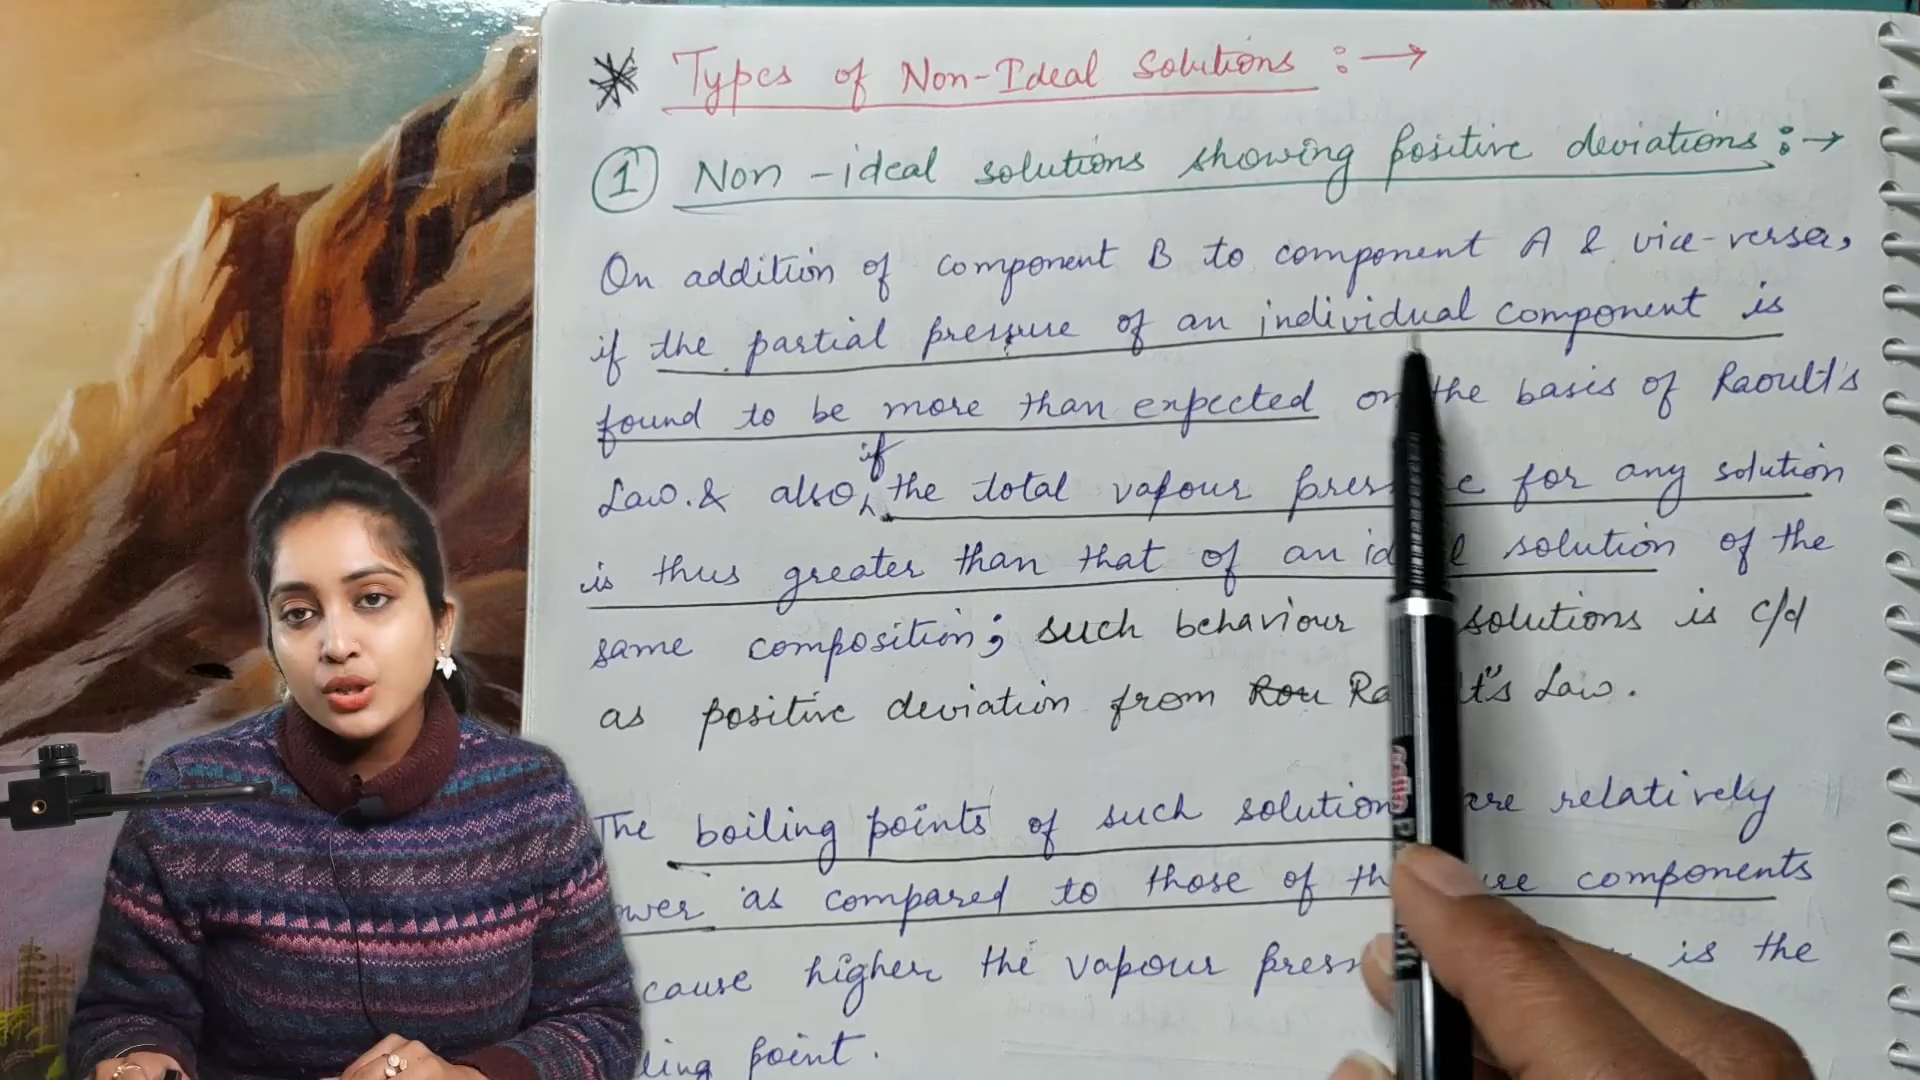 * Types of Non-Ideal Solutions :→
① Non-ideal solutions showing positive deviations :→
On addition of component B to component A & vice-versa,
if the partial pressure of an individual component is
found to be more than expected on the basis of Raoult's
Law. & also, if the total vapour pres e for any solution
is thus greater than that of an id l solution of the
same composition; such behaviour solutions is c/d
as positive deviation from Rou Ra lt's Law.
The boiling points of such solution are relatively
wer as compared to those of th ure components
cause higher the vapour pres is the
ling point.